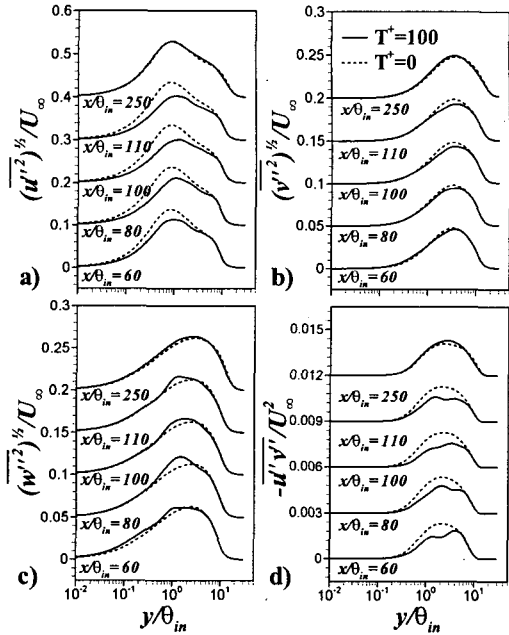 0.6
0.5
0.4
0.3
0.2
0.1
0
(u''²)^½/U∞
x/θin=250
x/θin=110
x/θin=100
x/θin=80
x/θin=60
a)
0.25
0.2
0.15
0.1
0.05
0
(v''²)^½/U∞
T⁺=100
T⁺=0
x/θin=250
x/θin=110
x/θin=100
x/θin=80
x/θin=60
b)
0.3
0.25
0.2
0.15
0.1
0.05
0
(w''²)^½/U∞
x/θin=250
x/θin=110
x/θin=100
x/θin=80
x/θin=60
c)
10⁻² 10⁻¹ 10⁰ 10¹
y/θin
0.015
0.012
0.009
0.006
0.003
0
-u''v''/U²∞
x/θin=250
x/θin=110
x/θin=100
x/θin=80
x/θin=60
d)
10⁻² 10⁻¹ 10⁰ 10¹
y/θin